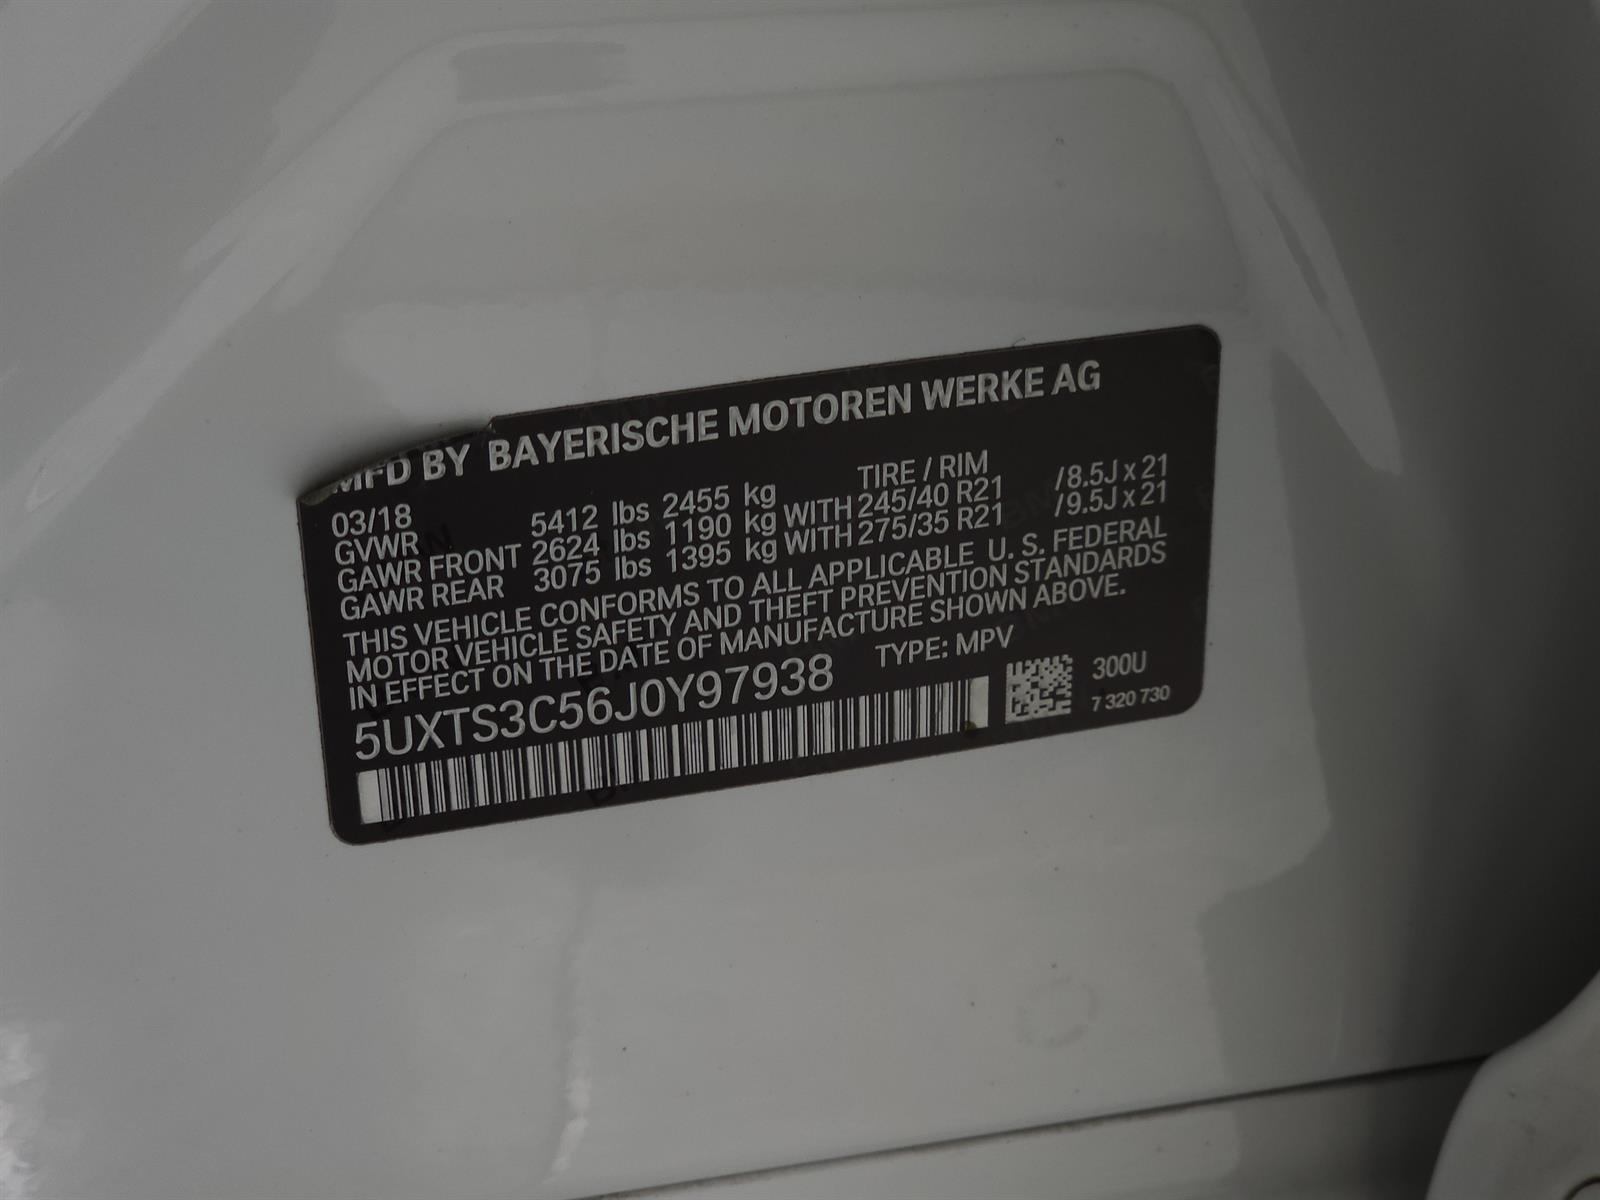 MFD BY BAYERISCHE MOTOREN WERKE AG
03/18 TIRE / RIM
GVWR 5412 lbs 2455 kg
GAWR FRONT 2624 lbs 1190 kg WITH 245/40 R21 /8.5J x 21
GAWR REAR 3075 lbs 1395 kg WITH 275/35 R21 /9.5J x 21
THIS VEHICLE CONFORMS TO ALL APPLICABLE U. S. FEDERAL
MOTOR VEHICLE SAFETY AND THEFT PREVENTION STANDARDS
IN EFFECT ON THE DATE OF MANUFACTURE SHOWN ABOVE.
5UXTS3C56J0Y97938 TYPE: MPV
300U
7 320 730